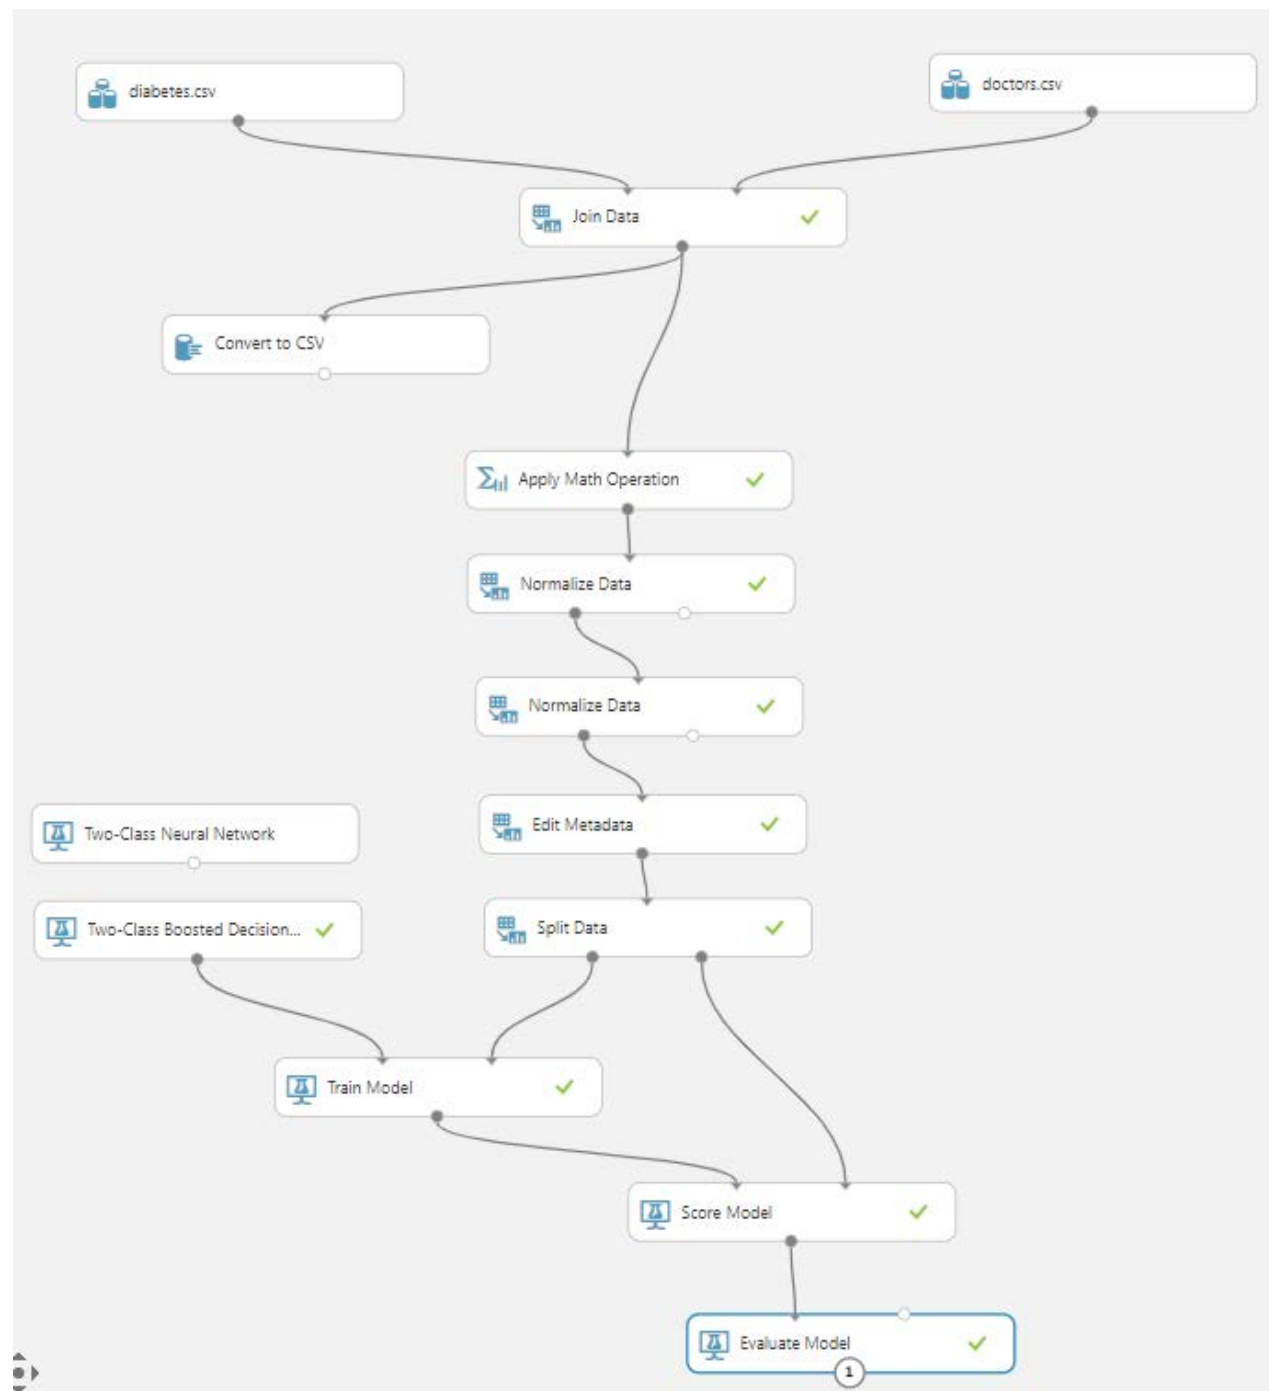 diabetes.csv
doctors.csv
Join Data
Convert to CSV
Apply Math Operation
Normalize Data
Normalize Data
Edit Metadata
Two-Class Neural Network
Two-Class Boosted Decision...
Split Data
Train Model
Score Model
Evaluate Model
1